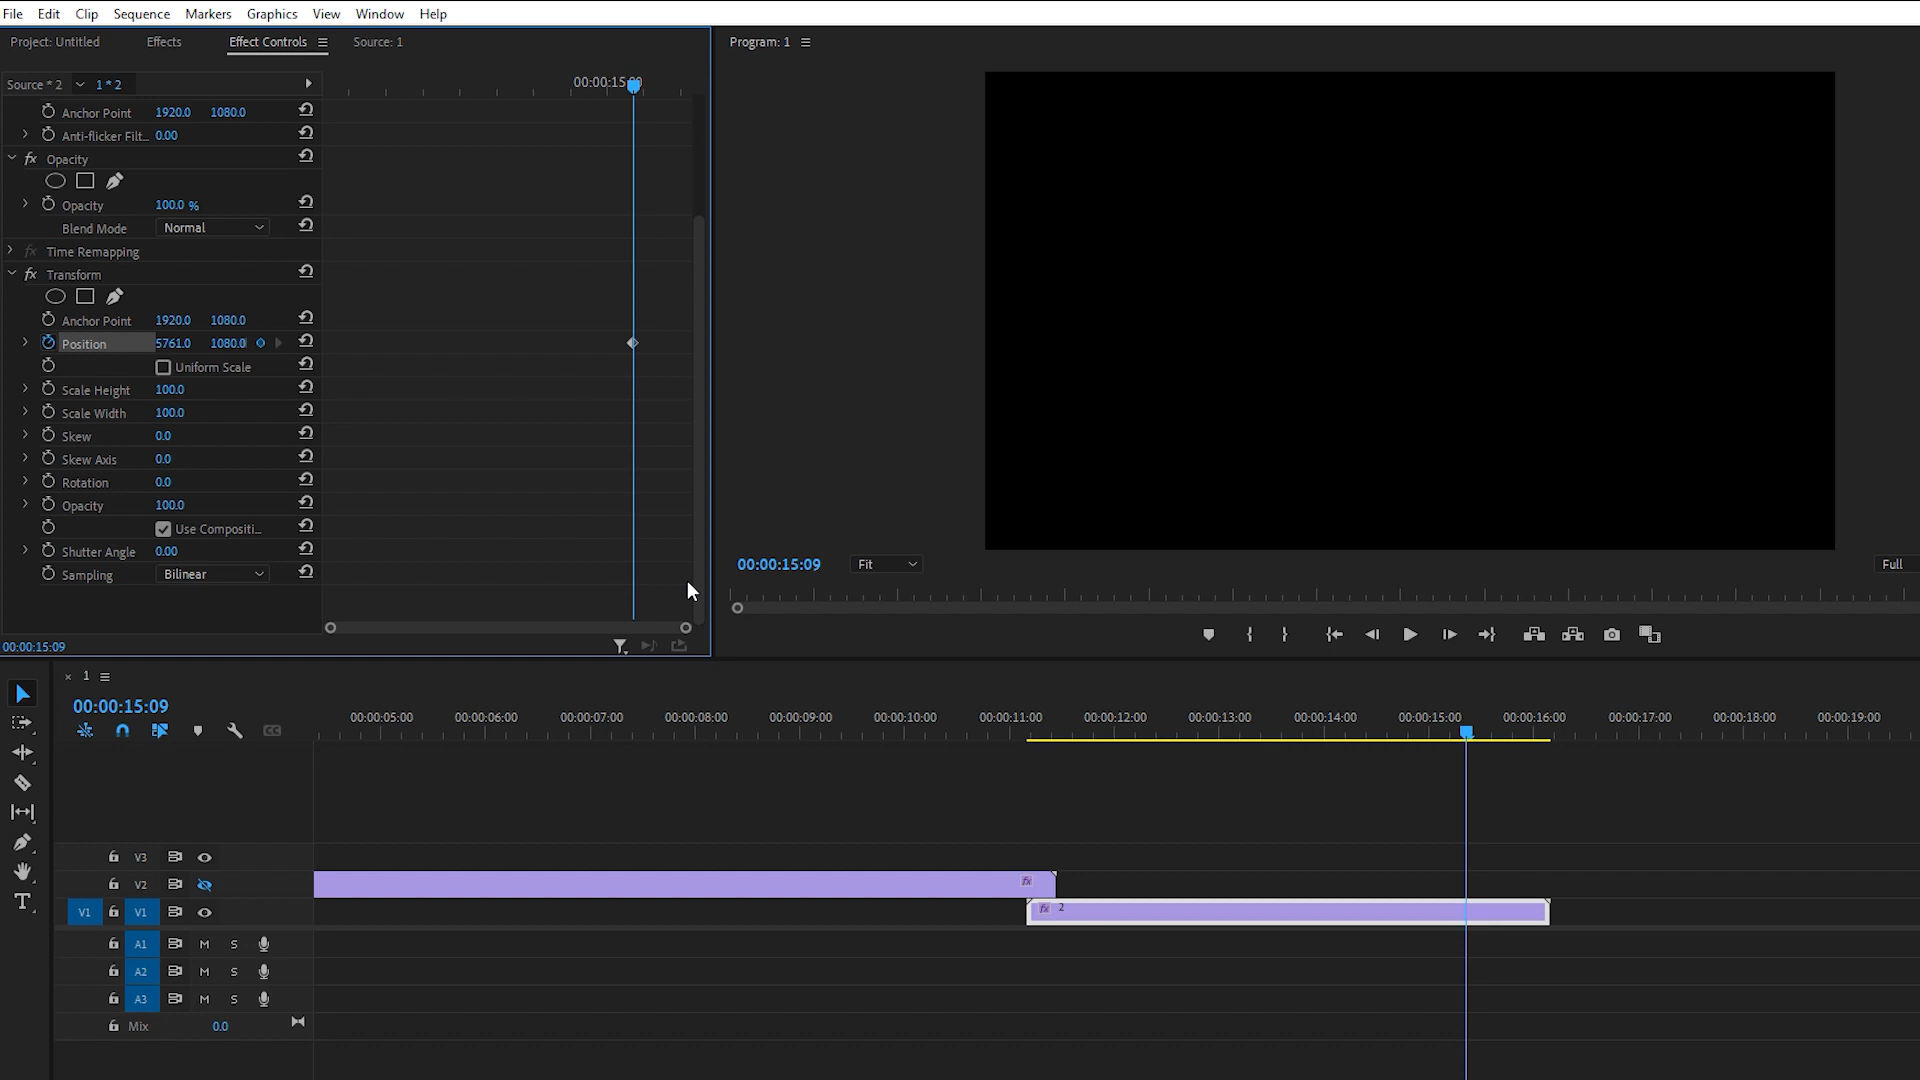 File Edit Clip Sequence Markers Graphics View Window Help
Project: Untitled Effects Effect Controls Source: 1
Program: 1
Source * 2 1 * 2
00:00:15:09
Anchor Point 1920.0 1080.0
Anti-flicker Filt... 0.00
fx Opacity
Opacity 100.0 %
Blend Mode Normal
fx Time Remapping
fx Transform
Anchor Point 1920.0 1080.0
Position 5761.0 1080.0
Uniform Scale
Scale Height 100.0
Scale Width 100.0
Skew 0.0
Skew Axis 0.0
Rotation 0.0
Opacity 100.0
Use Compositi...
Shutter Angle 0.00
Sampling Bilinear
00:00:15:09
00:00:15:09 Fit Full
1
00:00:15:09
00:00:05:00 00:00:06:00 00:00:07:00 00:00:08:00 00:00:09:00 00:00:10:00 00:00:11:00 00:00:12:00 00:00:13:00 00:00:14:00 00:00:15:00 00:00:16:00 00:00:17:00 00:00:18:00 00:00:19:00
CC
V3
V2 fx
V1 V1 fx 2
A1 M S
A2 M S
A3 M S
Mix 0.0